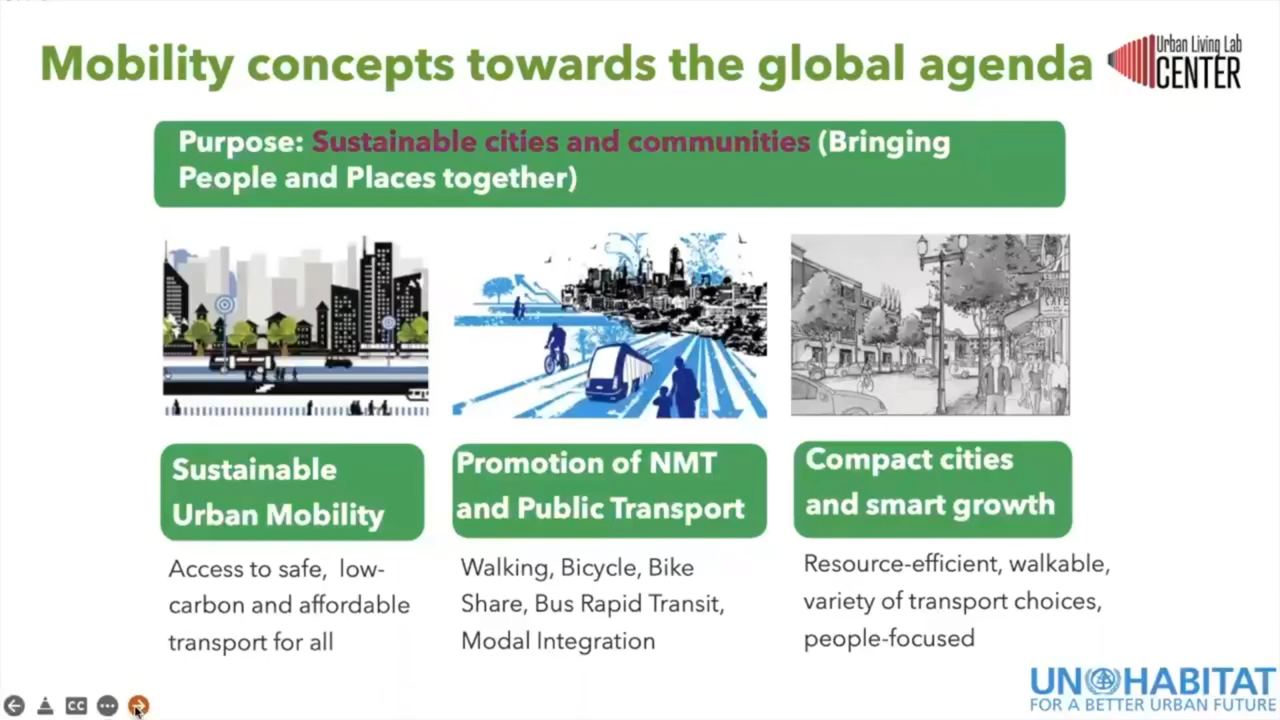 Mobility concepts towards the global agenda
Urban Living Lab
CENTER
Purpose: Sustainable cities and communities (Bringing
People and Places together)
CAFE
Sustainable
Urban Mobility
Promotion of NMT
and Public Transport
Compact cities
and smart growth
Access to safe, low-
carbon and affordable
transport for all
Walking, Bicycle, Bike
Share, Bus Rapid Transit,
Modal Integration
Resource-efficient, walkable,
variety of transport choices,
people-focused
CC
UN HABITAT
FOR A BETTER URBAN FUTURE